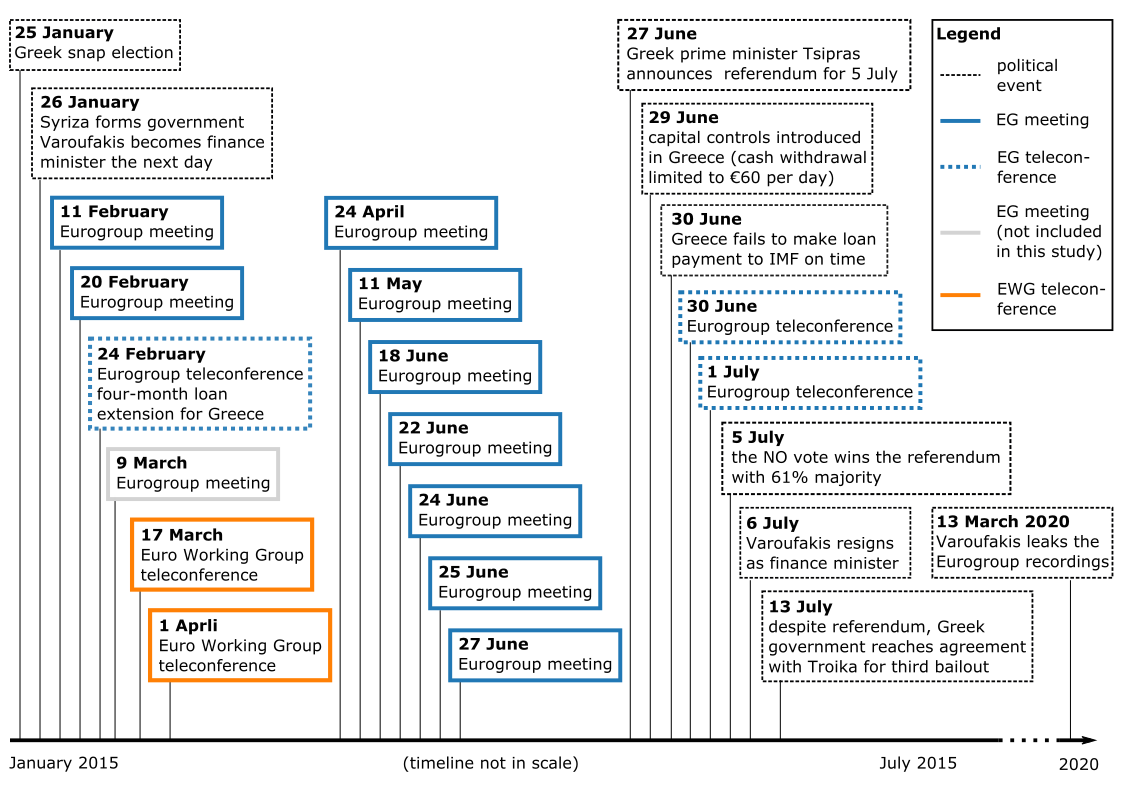 25 January
Greek snap election
26 January
Syriza forms government
Varoufakis becomes finance
minister the next day
11 February
Eurogroup meeting
20 February
Eurogroup meeting
24 February
Eurogroup teleconference
four-month loan
extension for Greece
9 March
Eurogroup meeting
17 March
Euro Working Group
teleconference
1 Aprli
Euro Working Group
teleconference
24 April
Eurogroup meeting
11 May
Eurogroup meeting
18 June
Eurogroup meeting
22 June
Eurogroup meeting
24 June
Eurogroup meeting
25 June
Eurogroup meeting
27 June
Eurogroup meeting
27 June
Greek prime minister Tsipras
announces referendum for 5 July
29 June
capital controls introduced
in Greece (cash withdrawal
limited to €60 per day)
30 June
Greece fails to make loan
payment to IMF on time
30 June
Eurogroup teleconference
1 July
Eurogroup teleconference
5 July
the NO vote wins the referendum
with 61% majority
6 July
Varoufakis resigns
as finance minister
13 July
despite referendum, Greek
government reaches agreement
with Troika for third bailout
13 March 2020
Varoufakis leaks the
Eurogroup recordings
Legend
political
event
EG meeting
EG telecon-
ference
EG meeting
(not included
in this study)
EWG telecon-
ference
January 2015
(timeline not in scale)
July 2015
2020